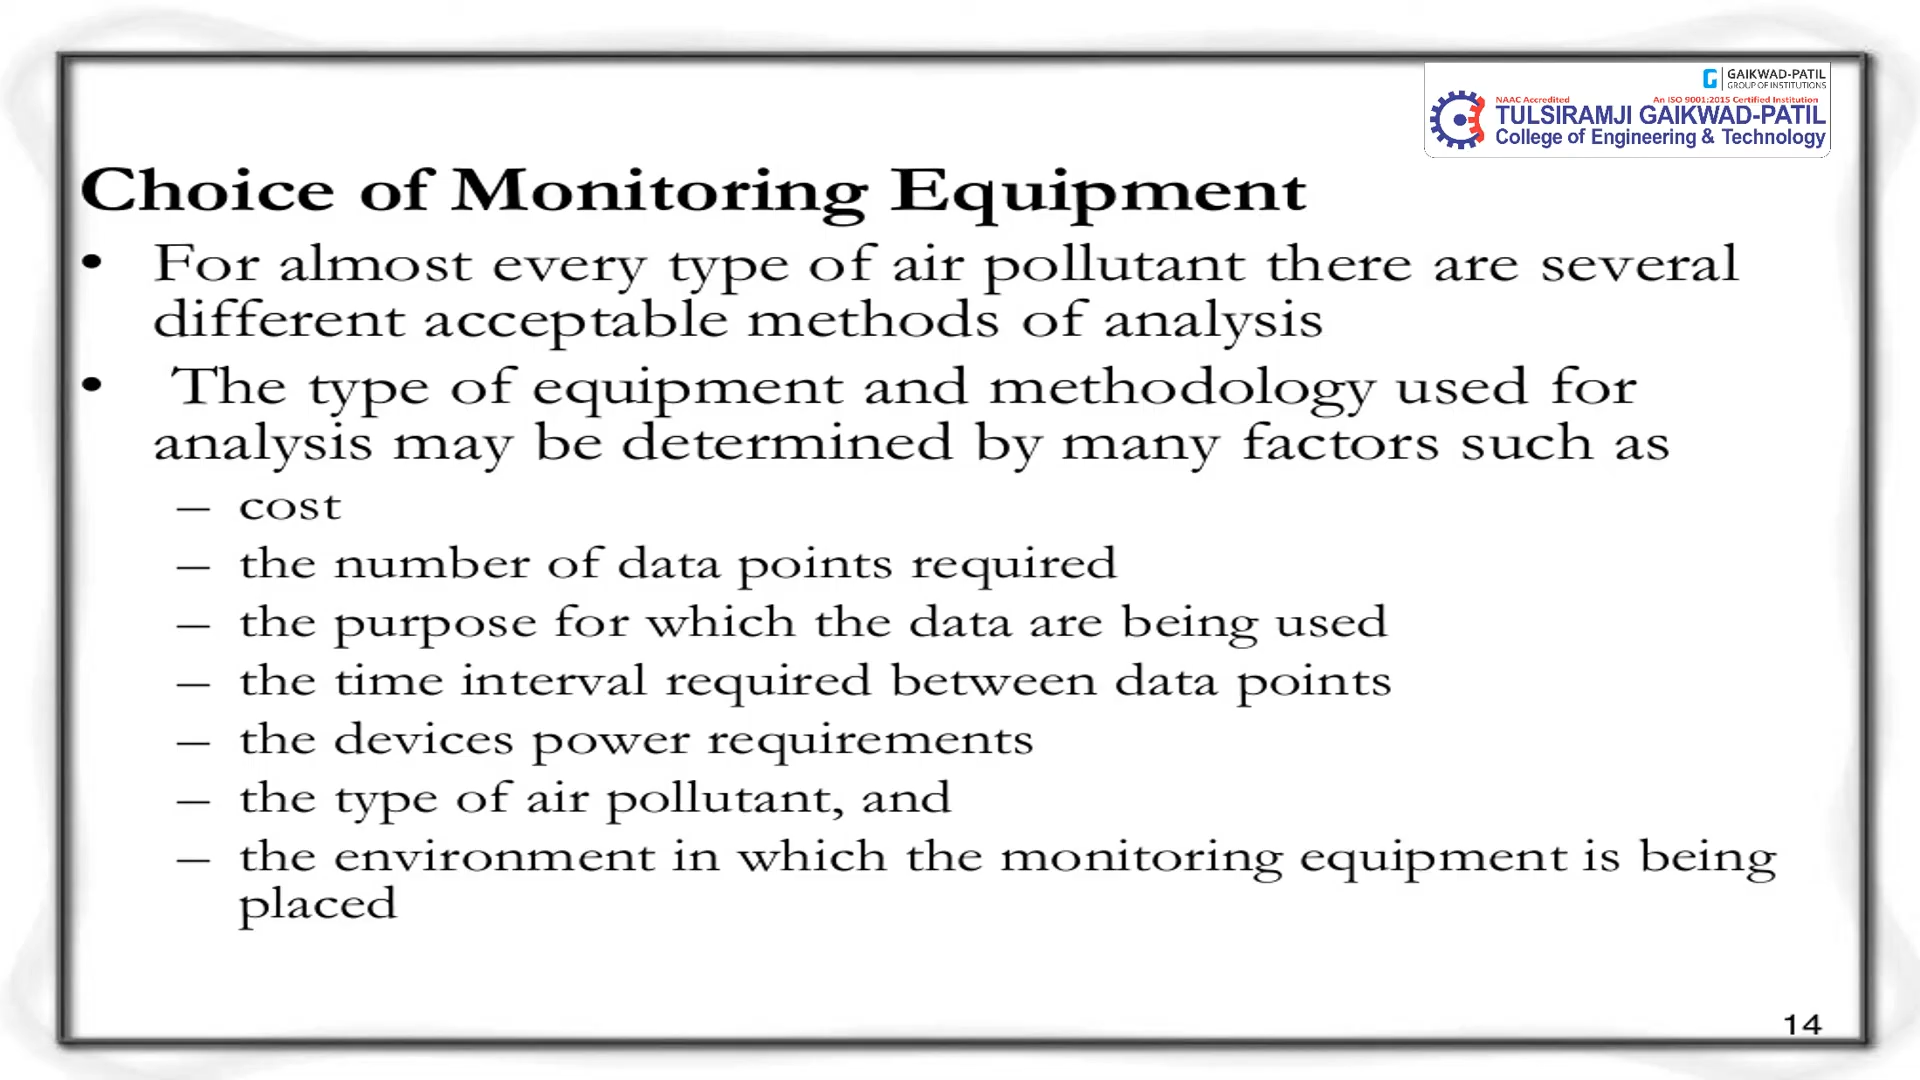 GAIKWAD-PATIL
GROUP OF INSTITUTIONS
NAAC Accredited An ISO 9001:2015 Certified Institution
TULSIRAMJI GAIKWAD-PATIL
College of Engineering & Technology
Choice of Monitoring Equipment
• For almost every type of air pollutant there are several
different acceptable methods of analysis
• The type of equipment and methodology used for
analysis may be determined by many factors such as
– cost
– the number of data points required
– the purpose for which the data are being used
– the time interval required between data points
– the devices power requirements
– the type of air pollutant, and
– the environment in which the monitoring equipment is being
placed
14